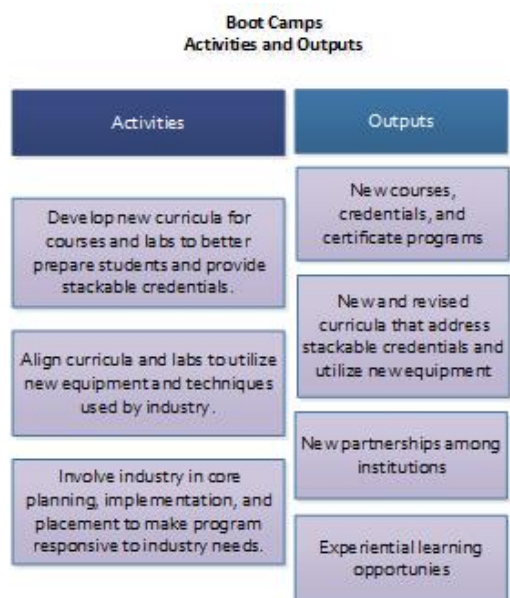 Boot Camps
Activities and Outputs
Activities
Develop new curricula for
courses and labs to better
prepare students and provide
stackable credentials.
Align curricula and labs to utilize
new equipment and techniques
used by industry.
Involve industry in core
planning, implementation, and
placement to make program
responsive to industry needs.
Outputs
New courses,
credentials, and
certificate programs
New and revised
curricula that address
stackable credentials and
utilize new equipment
New partnerships among
institutions
Experiential learning
opportunies